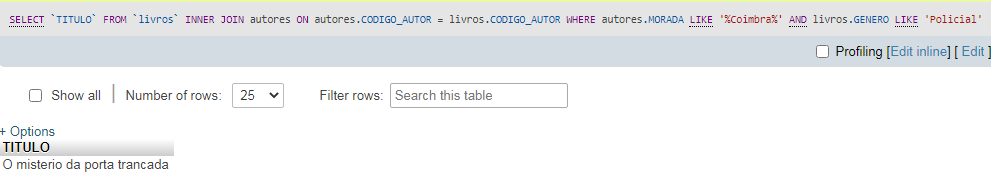 SELECT `TITULO` FROM `livros` INNER JOIN autores ON autores.CODIGO_AUTOR = livros.CODIGO_AUTOR WHERE autores.MORADA LIKE '%Coimbra%' AND livros.GENERO LIKE 'Policial'
Profiling [Edit inline] [ Edit ]
Show all | Number of rows: 25 Filter rows: Search this table
+ Options
TITULO
O misterio da porta trancada